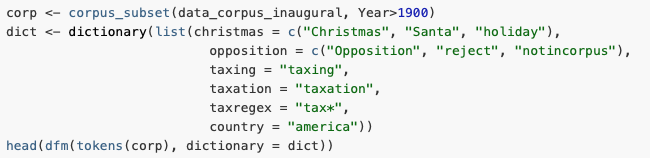 corp <- corpus_subset(data_corpus_inaugural, Year>1900)
dict <- dictionary(list(christmas = c("Christmas", "Santa", "holiday"),
                        opposition = c("Opposition", "reject", "notincorpus"),
                        taxing = "taxing",
                        taxation = "taxation",
                        taxregex = "tax*",
                        country = "america"))
head(dfm(tokens(corp), dictionary = dict))